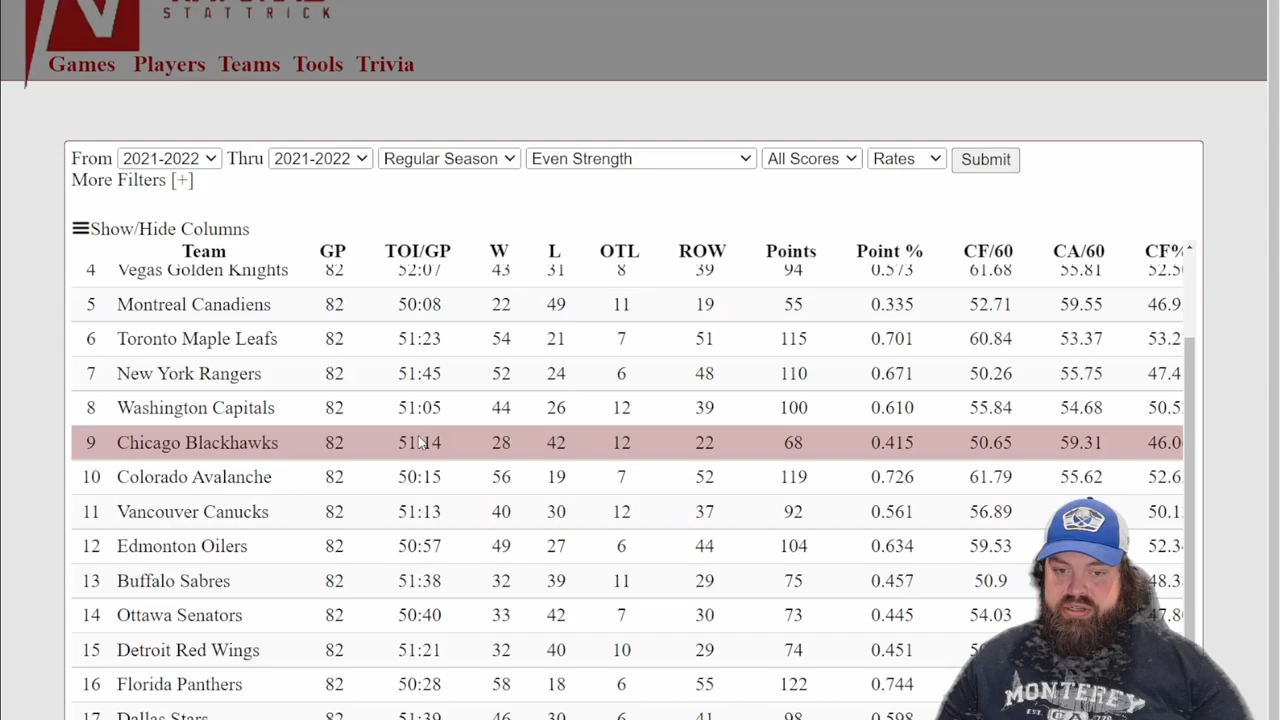 STATTRICK
Games Players Teams Tools Trivia
From 2021-2022 Thru 2021-2022 Regular Season Even Strength All Scores Rates Submit
More Filters [+]
Show/Hide Columns
Team GP TOI/GP W L OTL ROW Points Point % CF/60 CA/60 CF%
4 Vegas Golden Knights 82 52:07 43 31 8 39 94 0.573 61.68 55.81 52.5
5 Montreal Canadiens 82 50:08 22 49 11 19 55 0.335 52.71 59.55 46.9
6 Toronto Maple Leafs 82 51:23 54 21 7 51 115 0.701 60.84 53.37 53.2
7 New York Rangers 82 51:45 52 24 6 48 110 0.671 50.26 55.75 47.4
8 Washington Capitals 82 51:05 44 26 12 39 100 0.610 55.84 54.68 50.5
9 Chicago Blackhawks 82 51:14 28 42 12 22 68 0.415 50.65 59.31 46.0
10 Colorado Avalanche 82 50:15 56 19 7 52 119 0.726 61.79 55.62 52.6
11 Vancouver Canucks 82 51:13 40 30 12 37 92 0.561 56.89 50.1
12 Edmonton Oilers 82 50:57 49 27 6 44 104 0.634 59.53 52.3
13 Buffalo Sabres 82 51:38 32 39 11 29 75 0.457 50.9 48.3
14 Ottawa Senators 82 50:40 33 42 7 30 73 0.445 54.03 47.8
15 Detroit Red Wings 82 51:21 32 40 10 29 74 0.451
16 Florida Panthers 82 50:28 58 18 6 55 122 0.744
17 Dallas Stars 82 51:39 46 30 6 41 98 0.598
MONTEREY
EST. CA